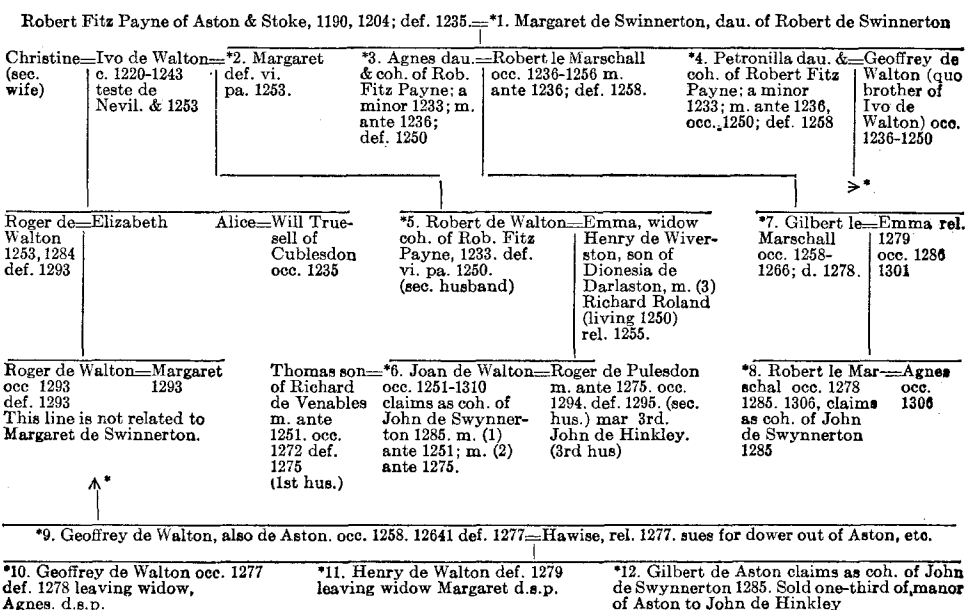 Robert Fitz Payne of Aston & Stoke, 1190, 1204; def. 1235.=*1. Margaret de Swinnerton, dau. of Robert de Swinnerton
Christine=Ivo de Walton=*2. Margaret
(sec. c. 1220-1243 def. vi.
wife) teste de pa. 1253.
Nevil. & 1253
*3. Agnes dau.=Robert le Marschall
& coh. of Rob. occ. 1236-1256 m.
Fitz Payne; a ante 1236; def. 1258.
minor 1233; m.
ante 1236;
def. 1250
*4. Petronilla dau. &=Geoffrey de
coh. of Robert Fitz Walton (quo
Payne; a minor brother of
1233; m. ante 1236, Ivo de
occ. 1250; def. 1258 Walton) occ.
1236-1250
*
Roger de=Elizabeth
Walton
1253, 1284
def. 1293
Alice=Will True-
sell of
Cublesdon
occ. 1235
*5. Robert de Walton=Emma, widow
coh. of Rob. Fitz Henry de Wiver-
Payne, 1233. def. ston, son of
vi. pa. 1250. Dionesia de
(sec. husband) Darlaston, m. (3)
Richard Roland
(living 1250)
rel. 1255.
*7. Gilbert le=Emma rel.
Marschall 1279
occ. 1258- occ. 1286
1266; d. 1278. 1301
Roger de Walton=Margaret
occ 1293 1293
def. 1293
This line is not related to
Margaret de Swinnerton.
Thomas son=*6. Joan de Walton=Roger de Pulesdon
of Richard occ. 1251-1310 m. ante 1275. occ.
de Venables claims as coh. of 1294. def. 1295. (sec.
m. ante John de Swynner- hus.) mar 3rd.
1251. occ. ton 1285. m. (1) John de Hinkley.
1272 def. ante 1251; m. (2) (3rd hus)
1275 ante 1275.
(1st hus.)
*8. Robert le Mar-=Agnes
schal occ. 1278 occ.
1285. 1306, claims 1306
as coh. of John
de Swynnerton
1285
*
*9. Geoffrey de Walton, also de Aston. occ. 1258. 12641 def. 1277=Hawise, rel. 1277. sues for dower out of Aston, etc.
*10. Geoffrey de Walton occ. 1277
def. 1278 leaving widow,
Agnes. d.s.p.
*11. Henry de Walton def. 1279
leaving widow Margaret d.s.p.
*12. Gilbert de Aston claims as coh. of John
de Swynnerton 1285. Sold one-third of manor
of Aston to John de Hinkley